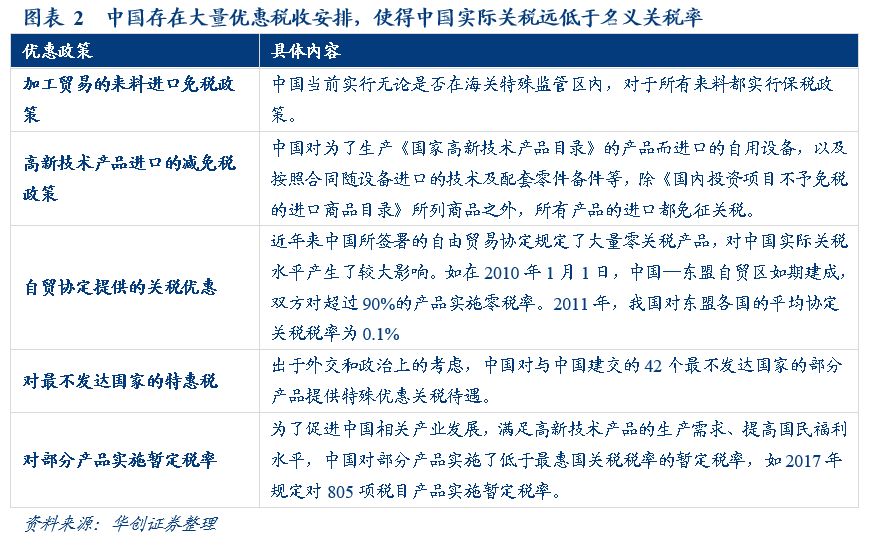 图表 2 中国存在大量优惠税收安排，使得中国实际关税远低于名义关税率
优惠政策 具体内容
加工贸易的来料进口免税政
策
中国当前实行无论是否在海关特殊监管区内，对于所有来料都实行保税政
策。
高新技术产品进口的减免税
政策
中国对为了生产《国家高新技术产品目录》的产品而进口的自用设备，以及
按照合同随设备进口的技术及配套零件备件等，除《国内投资项目不予免税
的进口商品目录》所列商品之外，所有产品的进口都免征关税。
自贸协定提供的关税优惠
近年来中国所签署的自由贸易协定规定了大量零关税产品，对中国实际关税
水平产生了较大影响。如在 2010 年 1 月 1 日，中国—东盟自贸区如期建成，
双方对超过 90%的产品实施零税率。2011 年，我国对东盟各国的平均协定
关税税率为 0.1%
对最不发达国家的特惠税
出于外交和政治上的考虑，中国对与中国建交的 42 个最不发达国家的部分
产品提供特殊优惠关税待遇。
对部分产品实施暂定税率
为了促进中国相关产业发展，满足高新技术产品的生产需求、提高国民福利
水平，中国对部分产品实施了低于最惠国关税税率的暂定税率，如 2017 年
规定对 805 项税目产品实施暂定税率。
资料来源：华创证券整理